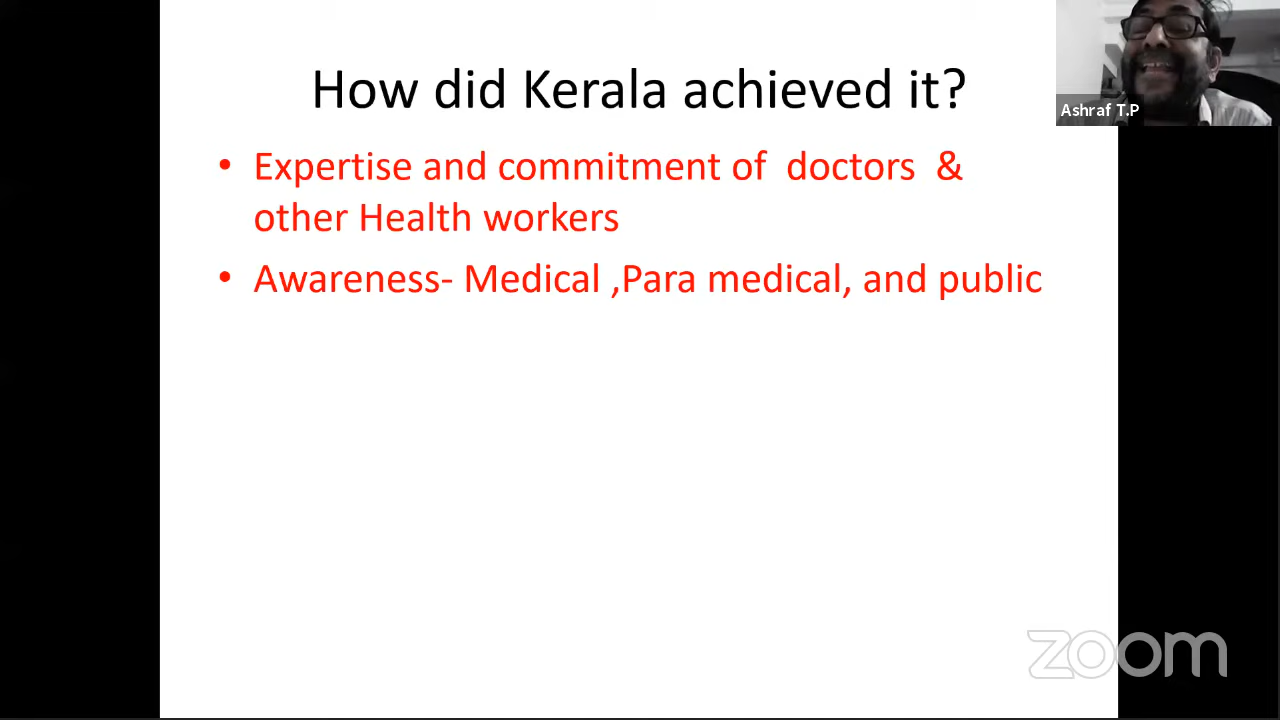 How did Kerala achieved it?
Ashraf T.P
• Expertise and commitment of doctors &
other Health workers
• Awareness- Medical ,Para medical, and public
zoom